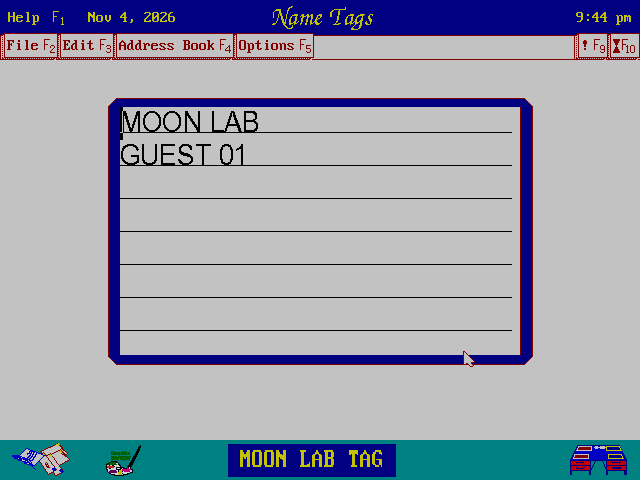 Help F1 Nov 4, 2026 Name Tags 9:44 pm
File F2 Edit F3 Address Book F4 Options F5 ! F9 F10
MOON LAB
GUEST 01
MOON LAB TAG